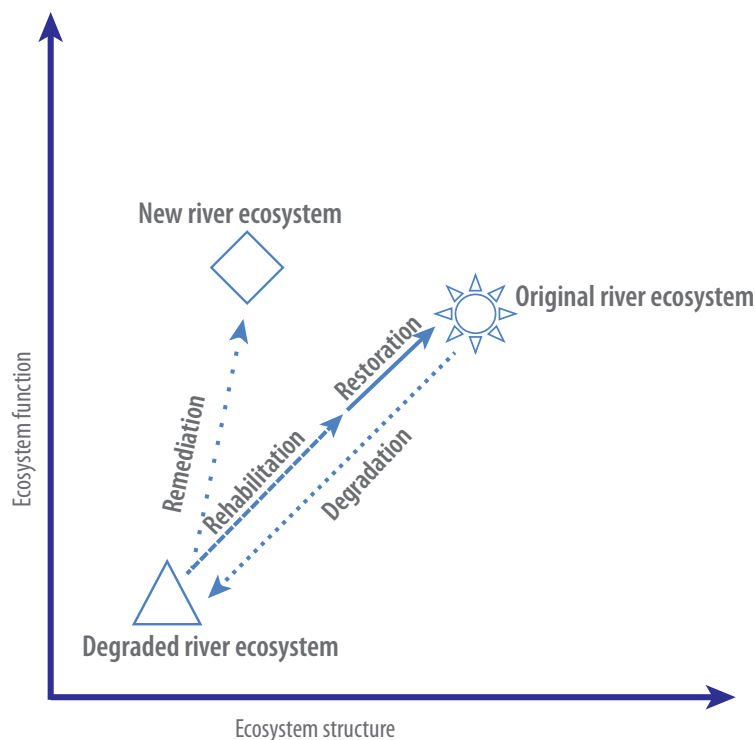 New river ecosystem
Original river ecosystem
Restoration
Rehabilitation
Remediation
Degradation
Degraded river ecosystem
Ecosystem function
Ecosystem structure